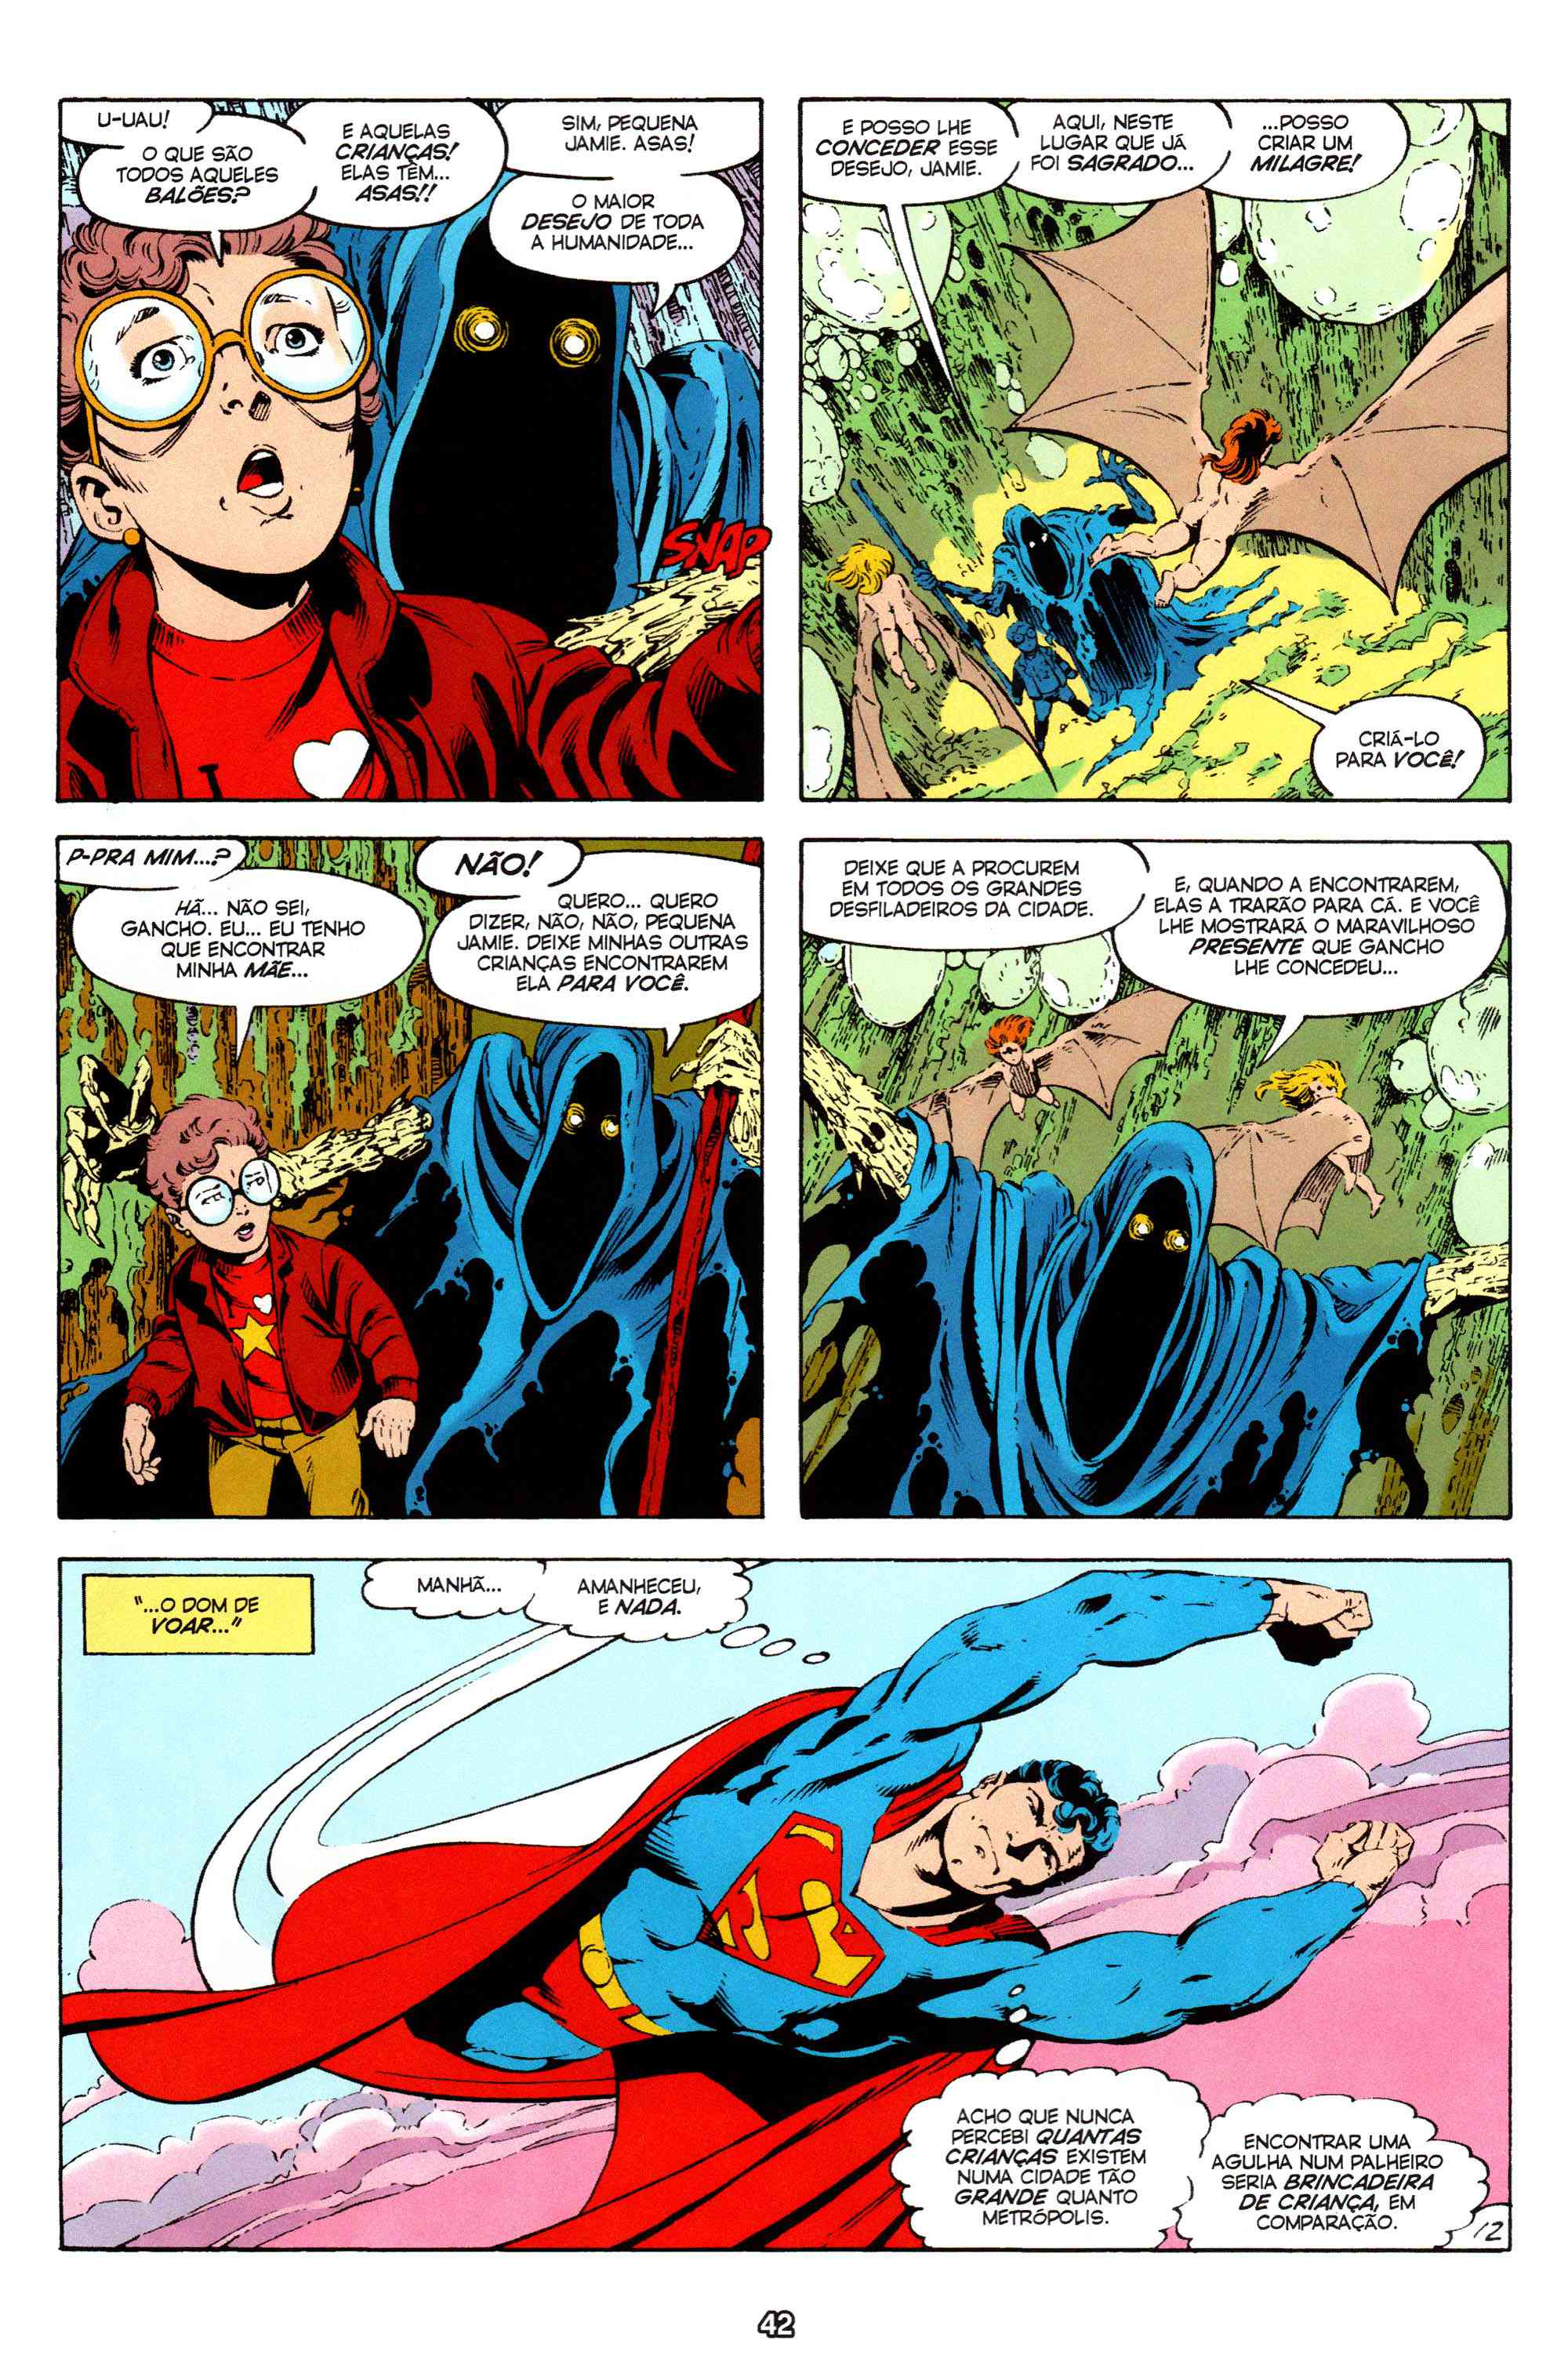 U-UAU!
O QUE SÃO
TODOS AQUELES
BALÕES?
E AQUELAS
CRIANÇAS!
ELAS TÊM...
ASAS!!
SIM, PEQUENA
JAMIE. ASAS!
O MAIOR
DESEJO DE TODA
A HUMANIDADE...
SNAP
I
E POSSO LHE
CONCEDER ESSE
DESEJO, JAMIE.
AQUI, NESTE
LUGAR QUE JÁ
FOI SAGRADO...
...POSSO
CRIAR UM
MILAGRE!
CRIÁ-LO
PARA VOCÊ!
P-PRA MIM...?
HÃ... NÃO SEI,
GANCHO. EU... EU TENHO
QUE ENCONTRAR
MINHA MÃE...
NÃO!
QUERO... QUERO
DIZER, NÃO, NÃO, PEQUENA
JAMIE. DEIXE MINHAS OUTRAS
CRIANÇAS ENCONTRAREM
ELA PARA VOCÊ.
DEIXE QUE A PROCUREM
EM TODOS OS GRANDES
DESFILADEIROS DA CIDADE.
E, QUANDO A ENCONTRAREM,
ELAS A TRARÃO PARA CÁ. E VOCÊ
LHE MOSTRARÁ O MARAVILHOSO
PRESENTE QUE GANCHO
LHE CONCEDEU...
"...O DOM DE
VOAR..."
MANHÃ...
AMANHECEU,
E NADA.
ACHO QUE NUNCA
PERCEBI QUANTAS
CRIANÇAS EXISTEM
NUMA CIDADE TÃO
GRANDE QUANTO
METRÓPOLIS.
ENCONTRAR UMA
AGULHA NUM PALHEIRO
SERIA BRINCADEIRA
DE CRIANÇA, EM
COMPARAÇÃO.
12
42